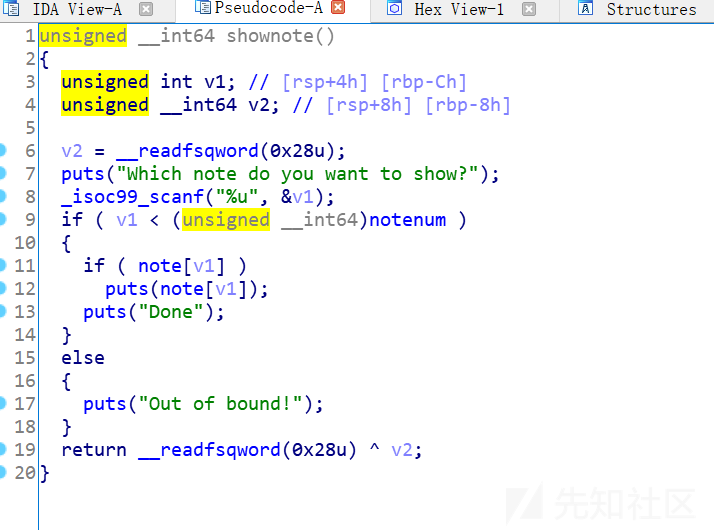 IDA View-A Pseudocode-A Hex View-1 Structures
1 unsigned __int64 shownote()
2 {
3 unsigned int v1; // [rsp+4h] [rbp-Ch]
4 unsigned __int64 v2; // [rsp+8h] [rbp-8h]
5
6 v2 = __readfsqword(0x28u);
7 puts("Which note do you want to show?");
8 _isoc99_scanf("%u", &v1);
9 if ( v1 < (unsigned __int64)notenum )
10 {
11 if ( note[v1] )
12 puts(note[v1]);
13 puts("Done");
14 }
15 else
16 {
17 puts("Out of bound!");
18 }
19 return __readfsqword(0x28u) ^ v2;
20 }
先知社区